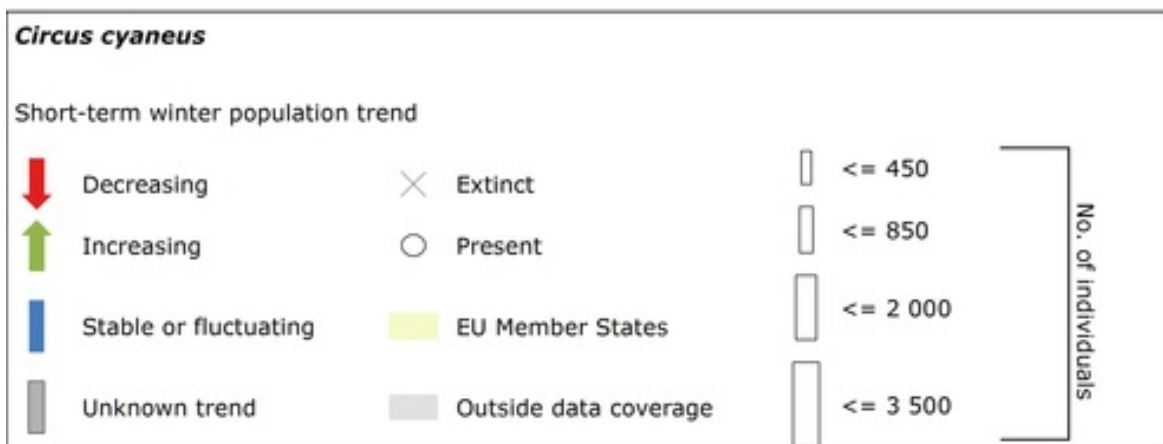 Circus cyaneus
Short-term winter population trend
Decreasing
Increasing
Stable or fluctuating
Unknown trend
Extinct
Present
EU Member States
Outside data coverage
<= 450
<= 850
<= 2 000
<= 3 500
No. of individuals